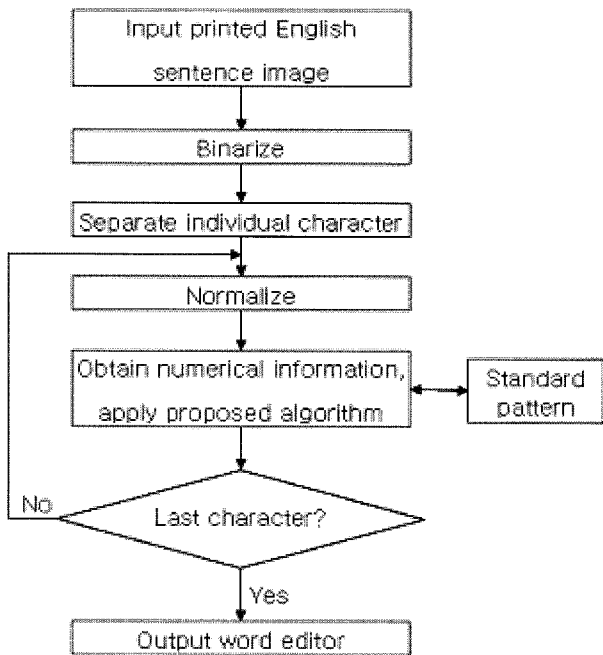 Input printed English
sentence image
Binarize
Separate individual character
Normalize
Obtain numerical information,
apply proposed algorithm
Standard
pattern
No
Last character?
Yes
Output word editor